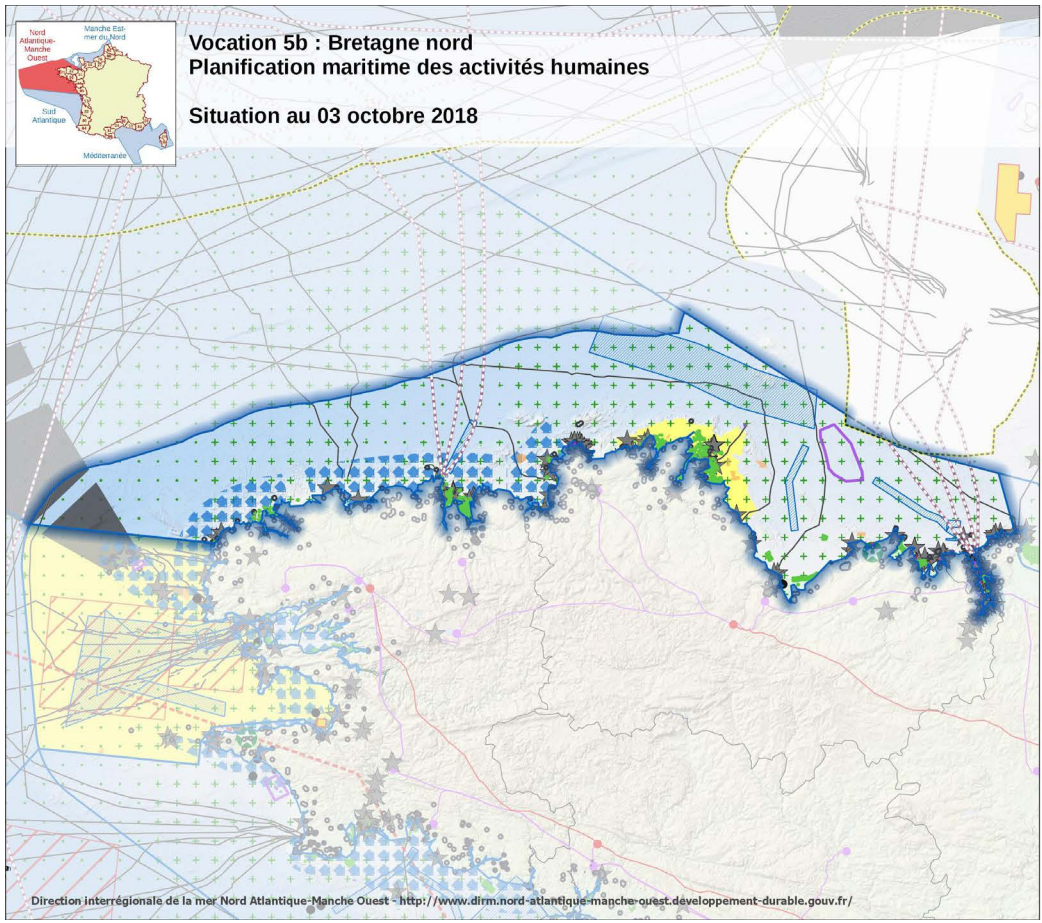 Nord
Atlantique-
Manche
Ouest
Manche Est-
mer du Nord
Sud
Atlantique
Méditerranée
Vocation 5b : Bretagne nord
Planification maritime des activités humaines
Situation au 03 octobre 2018
Direction interrégionale de la mer Nord Atlantique-Manche Ouest - http://www.dirm.nord-atlantique-manche-ouest.developpement-durable.gouv.fr/